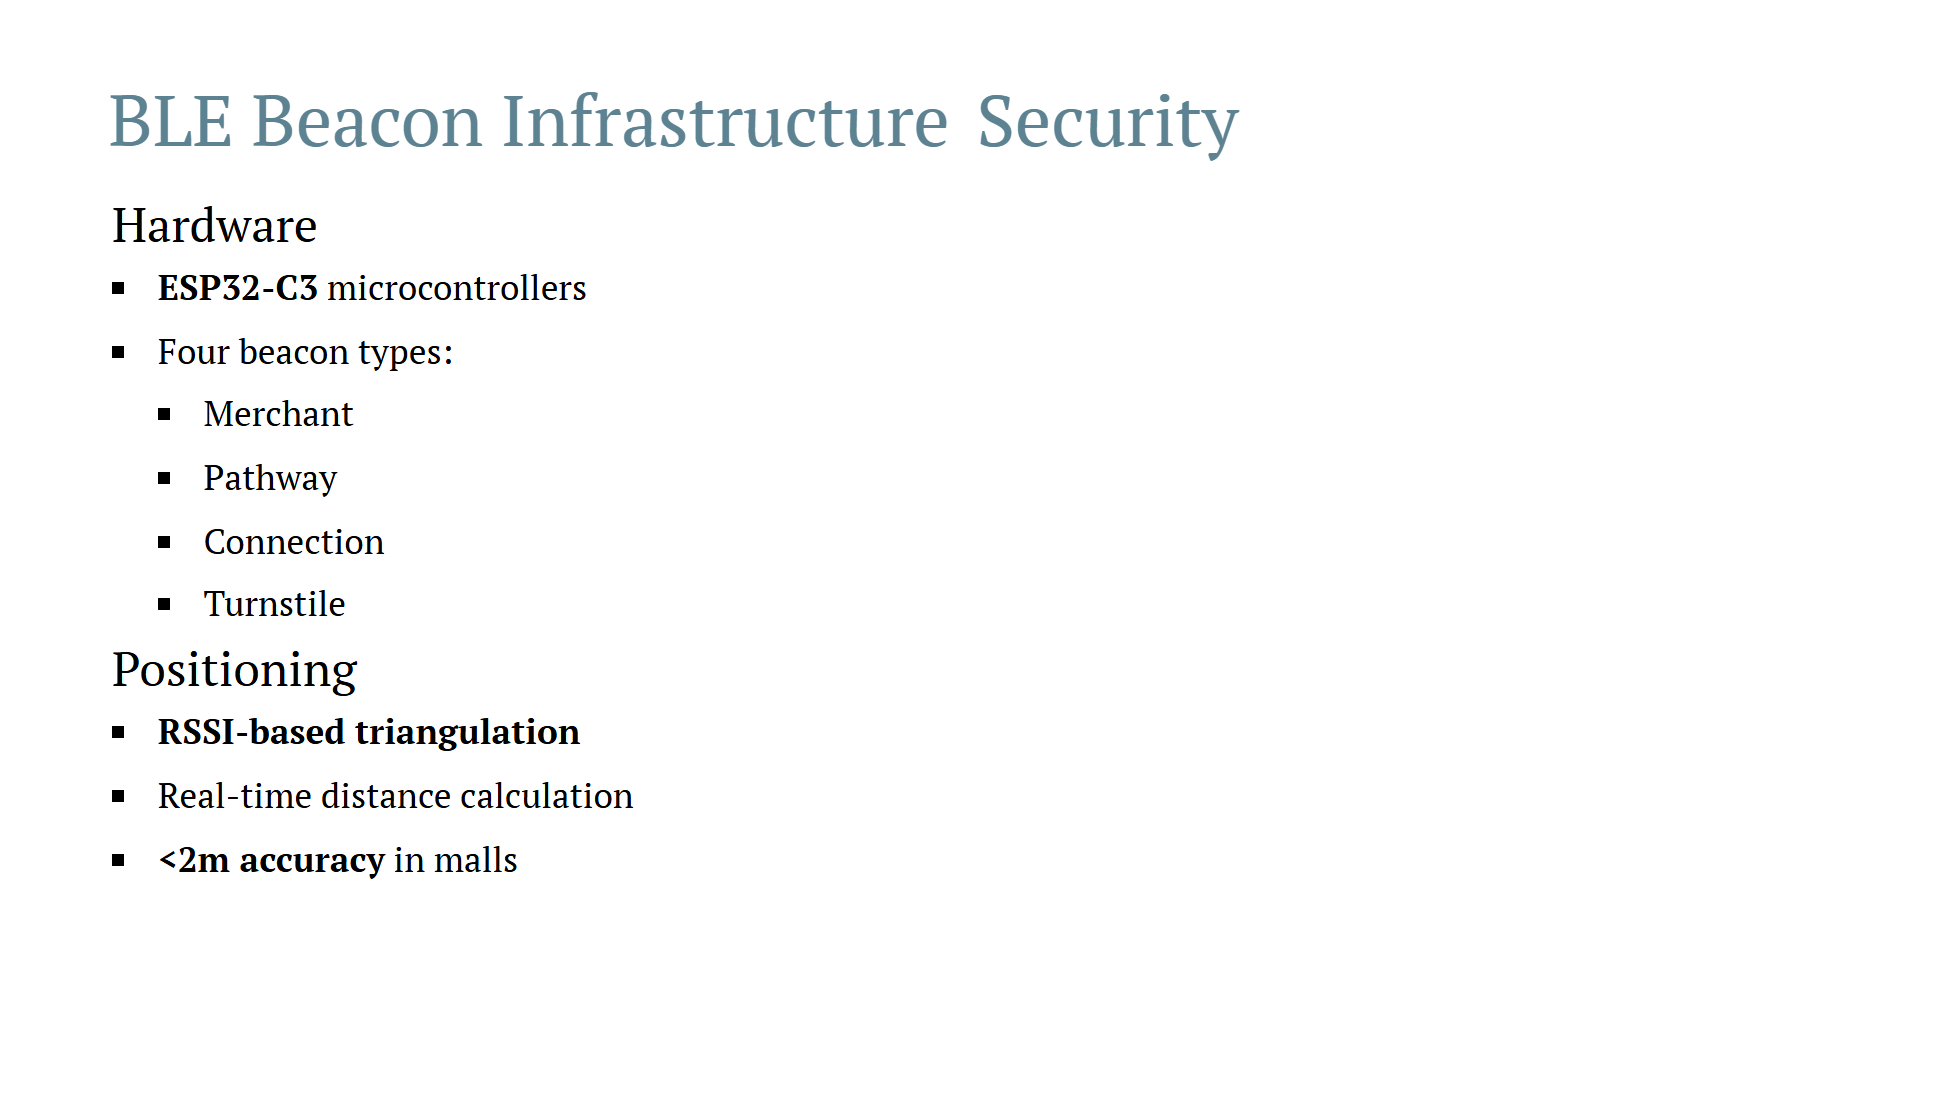 BLE Beacon Infrastructure Security
Hardware
▪ ESP32-C3 microcontrollers
▪ Four beacon types:
▪ Merchant
▪ Pathway
▪ Connection
▪ Turnstile
Positioning
▪ RSSI-based triangulation
▪ Real-time distance calculation
▪ <2m accuracy in malls